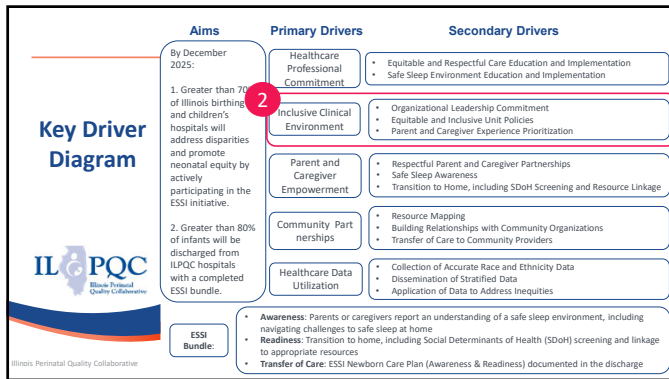 Aims
Primary Drivers
Secondary Drivers
Key Driver
Diagram
By December
2025:
1. Greater than 70%
of Illinois birthing
and children's
hospitals will
address disparities
and promote
neonatal equity by
actively
participating in the
ESSI initiative.
2. Greater than 80%
of infants will be
discharged from
ILPQC hospitals
with a completed
ESSI bundle.
Healthcare
Professional
Commitment
• Equitable and Respectful Care Education and Implementation
• Safe Sleep Environment Education and Implementation
2
Inclusive Clinical
Environment
• Organizational Leadership Commitment
• Equitable and Inclusive Unit Policies
• Parent and Caregiver Experience Prioritization
Parent and
Caregiver
Empowerment
• Respectful Parent and Caregiver Partnerships
• Safe Sleep Awareness
• Transition to Home, including SDoH Screening and Resource Linkage
Community Part
nerships
• Resource Mapping
• Building Relationships with Community Organizations
• Transfer of Care to Community Providers
Healthcare Data
Utilization
• Collection of Accurate Race and Ethnicity Data
• Dissemination of Stratified Data
• Application of Data to Address Inequities
ESSI
Bundle:
• Awareness: Parents or caregivers report an understanding of a safe sleep environment, including
navigating challenges to safe sleep at home
• Readiness: Transition to home, including Social Determinants of Health (SDoH) screening and linkage
to appropriate resources
• Transfer of Care: ESSI Newborn Care Plan (Awareness & Readiness) documented in the discharge
IL PQC
Illinois Perinatal
Quality Collaborative
Illinois Perinatal Quality Collaborative